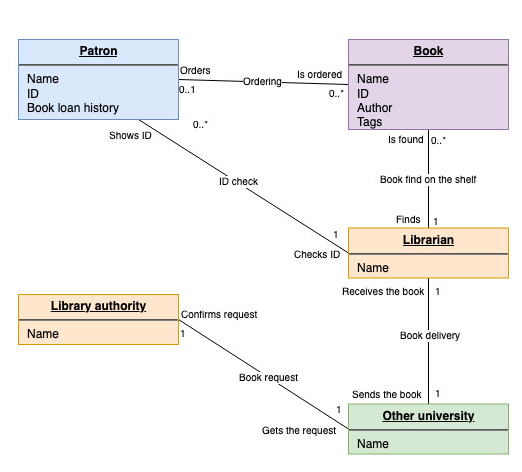 Patron
Name
ID
Book loan history
Book
Name
ID
Author
Tags
Orders
Ordering
Is ordered
0..1
0..*
0..*
Shows ID
ID check
1
Checks ID
Is found
0..*
Book find on the shelf
Finds
1
Librarian
Name
Receives the book
1
Book delivery
Sends the book
1
Library authority
Name
Confirms request
1
Book request
1
Gets the request
Other university
Name